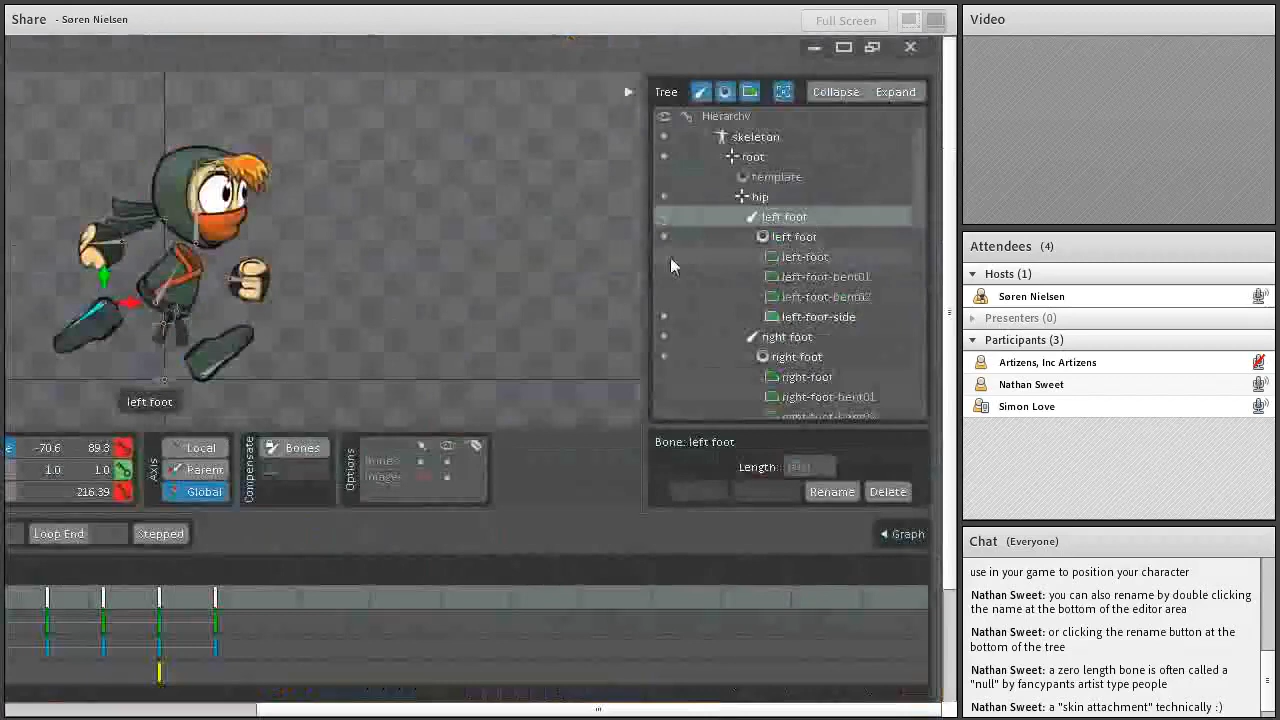 Share - Søren Nielsen
Full Screen
Video
Tree
Collapse
Expand
Hierarchy
skeleton
root
template
hip
left foot
left foot
left-foot
left-foot-bent01
left-foot-bent02
left-foot-side
right foot
right foot
right-foot
right-foot-bent01
left foot
-70.6 89.3
1.0 1.0
216.39
Axis
Local
Parent
Global
Compensate
Bones
Options
Bones
Images
Bone: left foot
Length:
Rename
Delete
Loop End
Stepped
Graph
Attendees (4)
Hosts (1)
Søren Nielsen
Presenters (0)
Participants (3)
Artizens, Inc Artizens
Nathan Sweet
Simon Love
Chat (Everyone)
use in your game to position your character
Nathan Sweet: you can also rename by double clicking
the name at the bottom of the editor area
Nathan Sweet: or clicking the rename button at the
bottom of the tree
Nathan Sweet: a zero length bone is often called a
"null" by fancypants artist type people
Nathan Sweet: a "skin attachment" technically :)